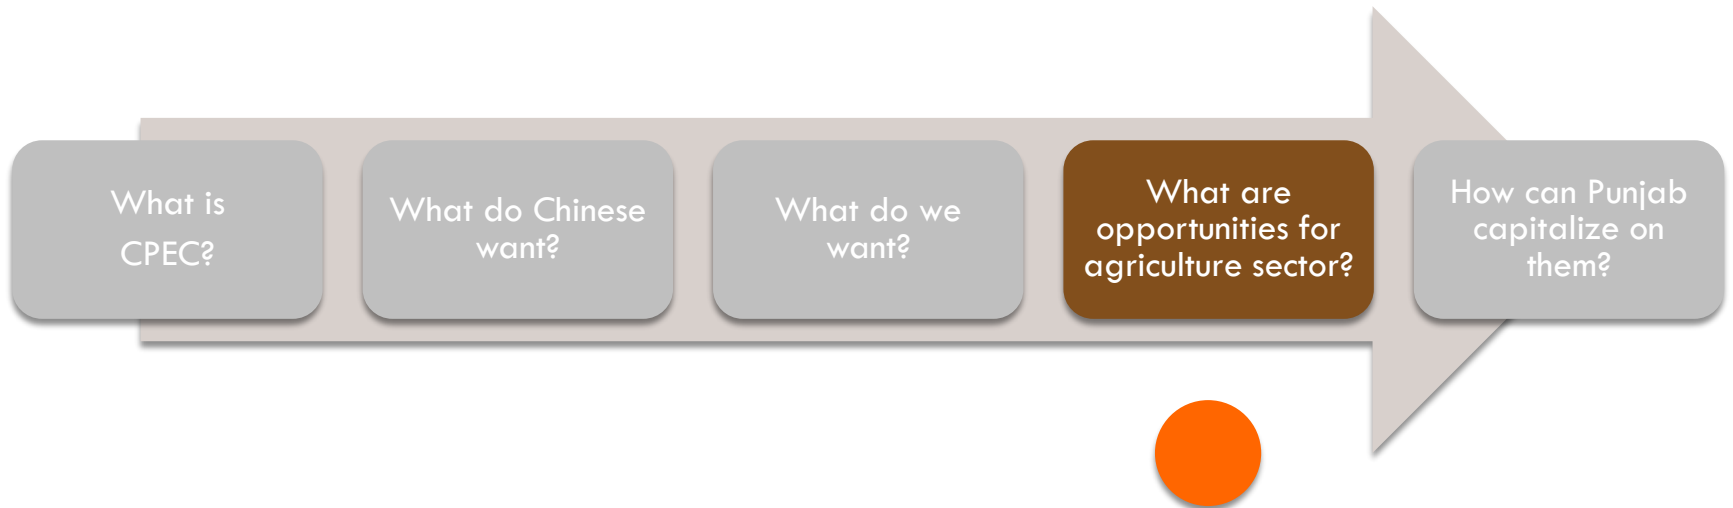 What is
CPEC?
What do Chinese
want?
What do we
want?
What are
opportunities for
agriculture sector?
How can Punjab
capitalize on
them?